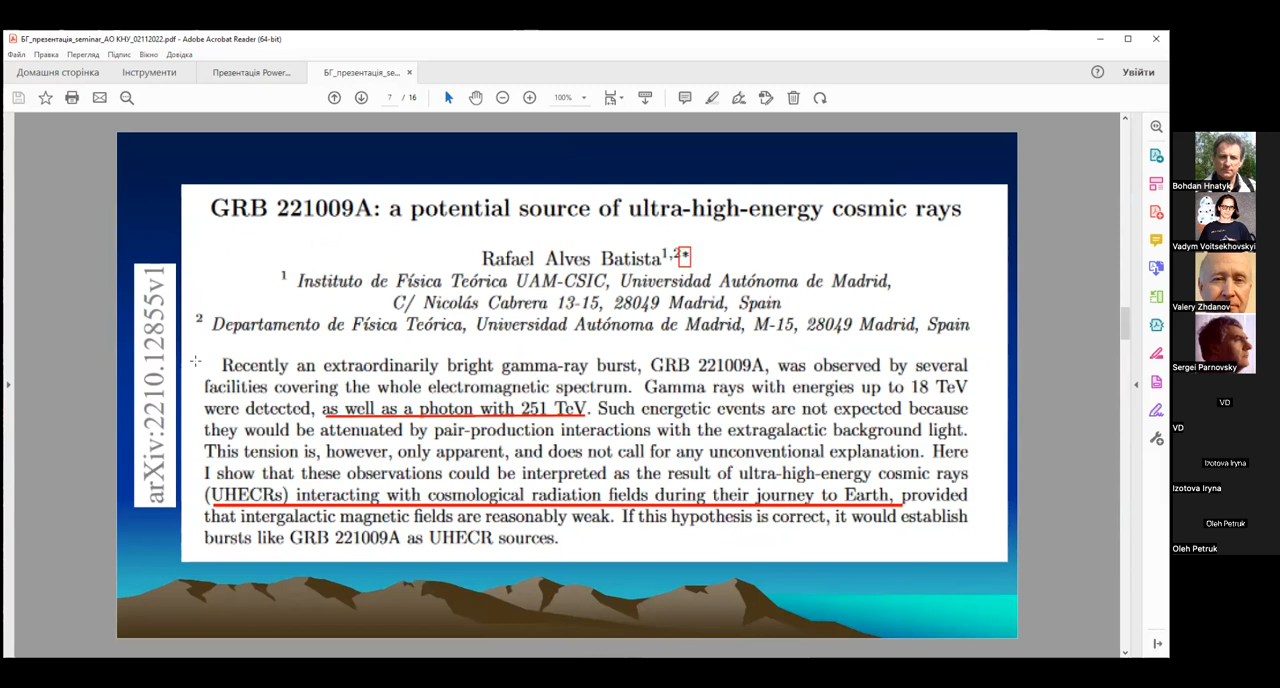 БГ_презентація_seminar_АО КНУ_02112022.pdf - Adobe Acrobat Reader (64-bit)
Файл Правка Перегляд Підпис Вікно Довідка
Домашня сторінка Інструменти Презентація Power... БГ_презентація_se... ×
Увійти
7 / 16 100%
GRB 221009A: a potential source of ultra-high-energy cosmic rays
Rafael Alves Batista1,2*
1 Instituto de Física Teórica UAM-CSIC, Universidad Autónoma de Madrid,
C/ Nicolás Cabrera 13-15, 28049 Madrid, Spain
2 Departamento de Física Teórica, Universidad Autónoma de Madrid, M-15, 28049 Madrid, Spain
arXiv:2210.12855v1
Recently an extraordinarily bright gamma-ray burst, GRB 221009A, was observed by several
facilities covering the whole electromagnetic spectrum. Gamma rays with energies up to 18 TeV
were detected, as well as a photon with 251 TeV. Such energetic events are not expected because
they would be attenuated by pair-production interactions with the extragalactic background light.
This tension is, however, only apparent, and does not call for any unconventional explanation. Here
I show that these observations could be interpreted as the result of ultra-high-energy cosmic rays
(UHECRs) interacting with cosmological radiation fields during their journey to Earth, provided
that intergalactic magnetic fields are reasonably weak. If this hypothesis is correct, it would establish
bursts like GRB 221009A as UHECR sources.
Bohdan Hnatyk
Vadym Voitsekhovskyi
Valery Zhdanov
Sergei Parnovsky
VD
VD
Izotova Iryna
Izotova Iryna
Oleh Petruk
Oleh Petruk